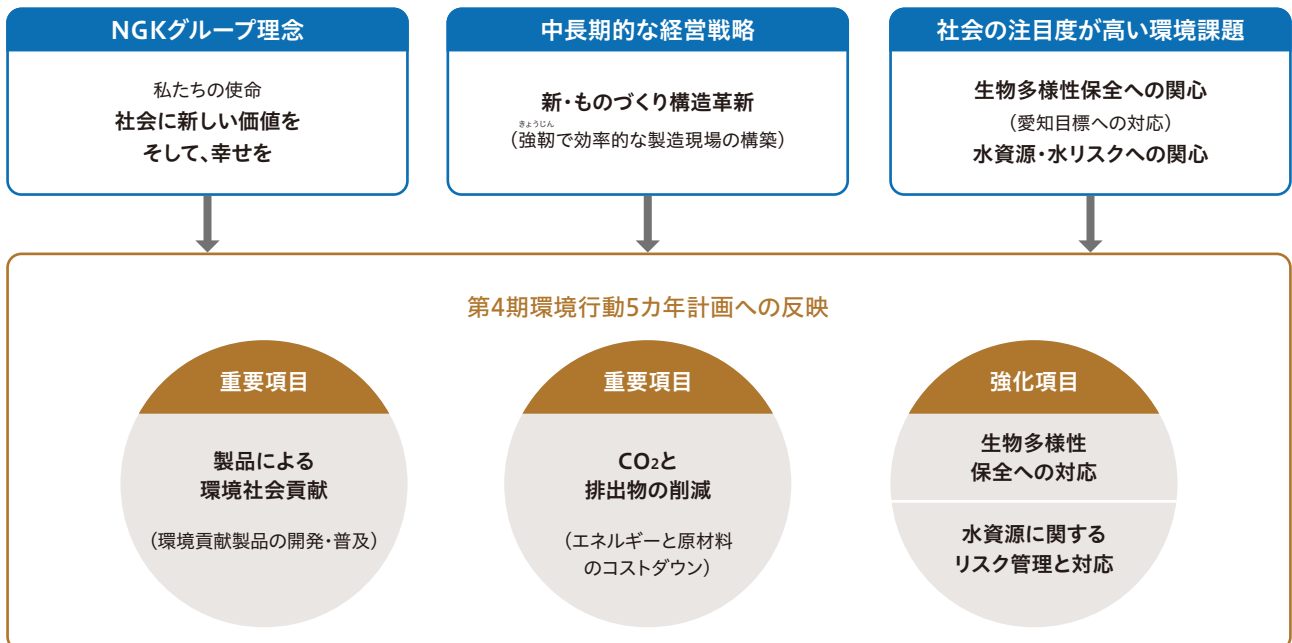 NGKグループ理念
私たちの使命
社会に新しい価値を
そして、幸せを
中長期的な経営戦略
新・ものづくり構造革新
きょうじん
（強靭で効率的な製造現場の構築）
社会の注目度が高い環境課題
生物多様性保全への関心
（愛知目標への対応）
水資源・水リスクへの関心
第4期環境行動5カ年計画への反映
重要項目
製品による
環境社会貢献
（環境貢献製品の開発・普及）
重要項目
CO₂と
排出物の削減
（エネルギーと原材料
のコストダウン）
強化項目
生物多様性
保全への対応
水資源に関する
リスク管理と対応